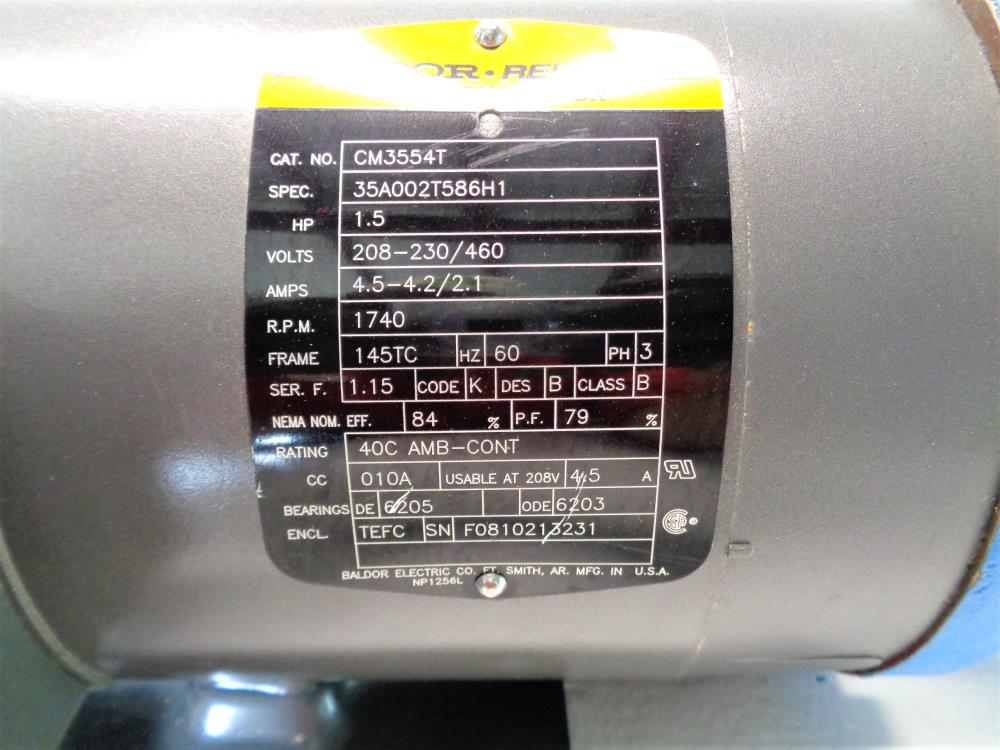 CAT. NO. CM3554T
SPEC. 35A002T586H1
HP 1.5
VOLTS 208-230/460
AMPS 4.5-4.2/2.1
R.P.M. 1740
FRAME 145TC HZ 60 PH 3
SER. F. 1.15 CODE K DES B CLASS B
NEMA NOM. EFF. 84 % P.F. 79 %
RATING 40C AMB-CONT
CC 010A USABLE AT 208V 4.5 A
BEARINGS DE 6205 ODE 6203
ENCL. TEFC SN F0810213231
BALDOR ELECTRIC CO. FT. SMITH, AR. MFG. IN U.S.A.
NP1256L